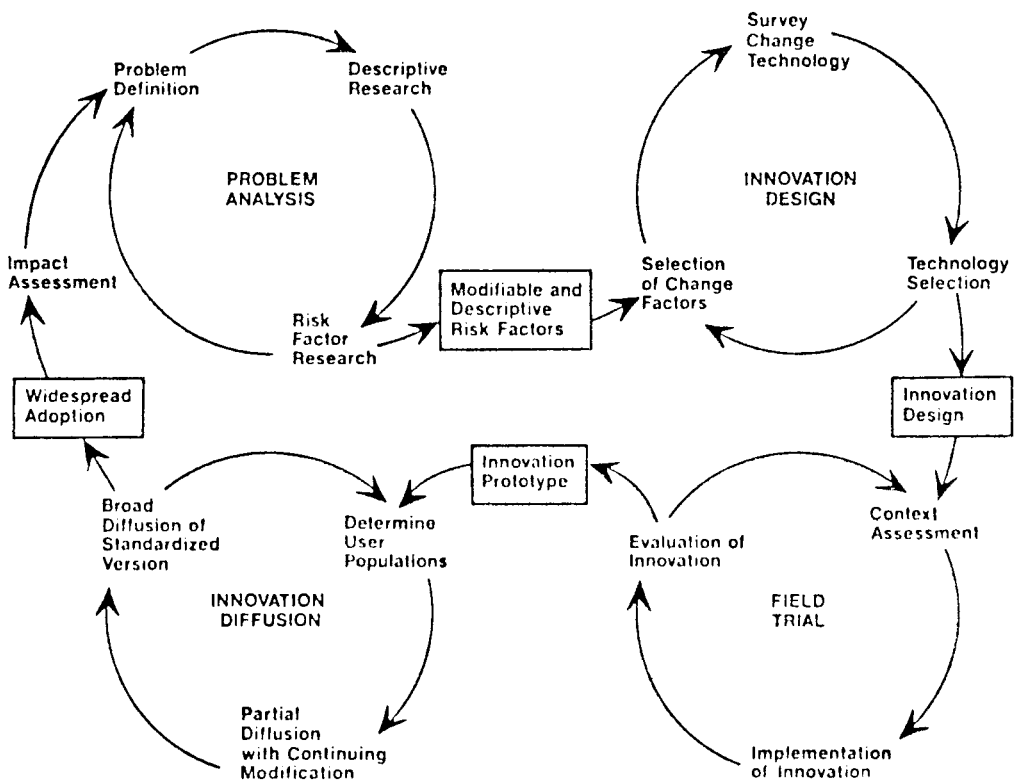 Problem
Definition
Descriptive
Research
PROBLEM
ANALYSIS
Impact
Assessment
Risk
Factor
Research
Modifiable and
Descriptive
Risk Factors
Survey
Change
Technology
INNOVATION
DESIGN
Selection
of Change
Factors
Technology
Selection
Widespread
Adoption
Innovation
Design
Innovation
Prototype
Broad
Diffusion of
Standardized
Version
Determine
User
Populations
INNOVATION
DIFFUSION
Partial
Diffusion
with Continuing
Modification
Evaluation of
Innovation
Context
Assessment
FIELD
TRIAL
Implementation
of Innovation